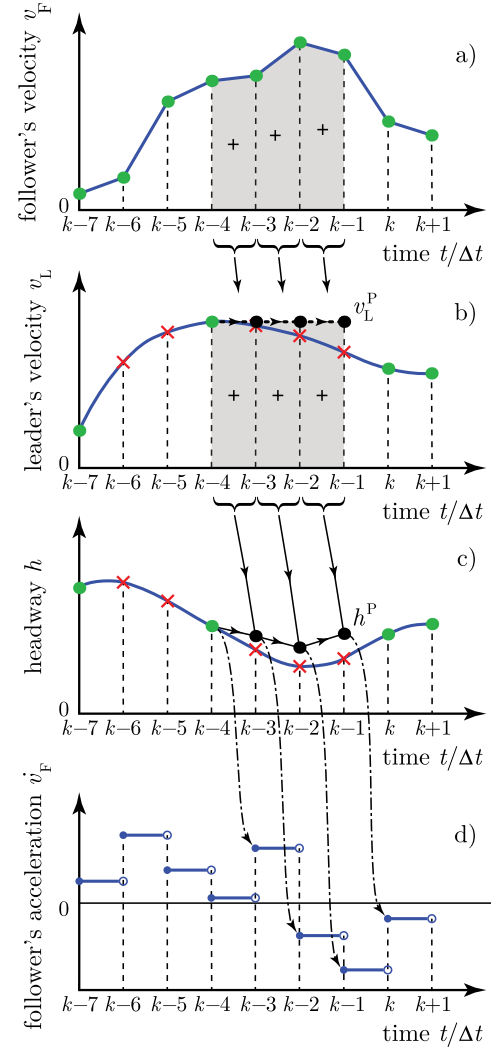 follower's velocity v_F
a)
+ + +
0
k−7 k−6 k−5 k−4 k−3 k−2 k−1 k k+1
time t/Δt
leader's velocity v_L
v_L^P
b)
+ + +
0
k−7 k−6 k−5 k−4 k−3 k−2 k−1 k k+1
time t/Δt
headway h
c)
h^P
0
k−7 k−6 k−5 k−4 k−3 k−2 k−1 k k+1
time t/Δt
follower's acceleration v̇_F
d)
0
k−7 k−6 k−5 k−4 k−3 k−2 k−1 k k+1
time t/Δt